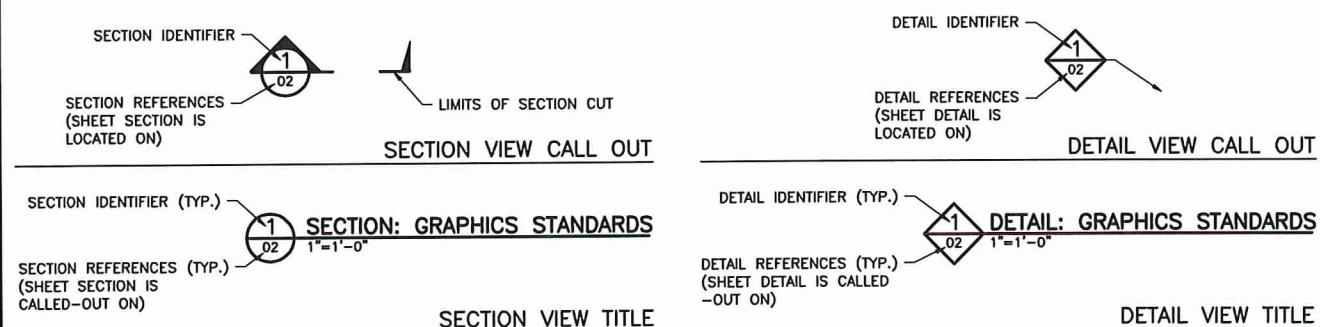 SECTION IDENTIFIER
1
02
SECTION REFERENCES
(SHEET SECTION IS
LOCATED ON)
LIMITS OF SECTION CUT
SECTION VIEW CALL OUT
DETAIL IDENTIFIER
1
02
DETAIL REFERENCES
(SHEET DETAIL IS
LOCATED ON)
DETAIL VIEW CALL OUT
SECTION IDENTIFIER (TYP.)
1
02
SECTION: GRAPHICS STANDARDS
1"=1'-0"
SECTION REFERENCES (TYP.)
(SHEET SECTION IS
CALLED-OUT ON)
SECTION VIEW TITLE
DETAIL IDENTIFIER (TYP.)
1
02
DETAIL: GRAPHICS STANDARDS
1"=1'-0"
DETAIL REFERENCES (TYP.)
(SHEET DETAIL IS CALLED
-OUT ON)
DETAIL VIEW TITLE